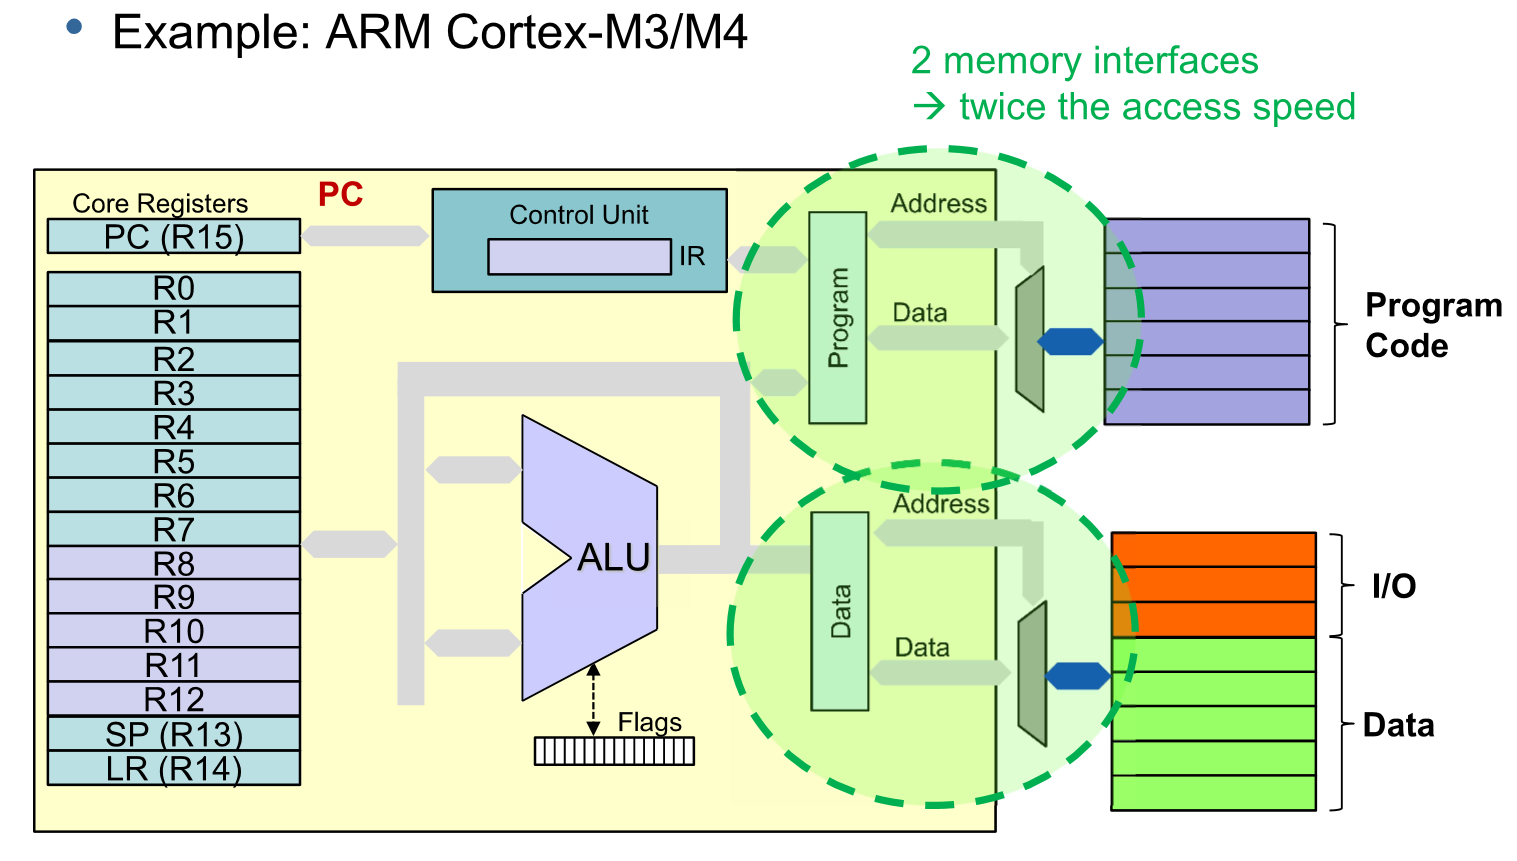 • Example: ARM Cortex-M3/M4
2 memory interfaces
→ twice the access speed
Core Registers
PC
PC (R15)
Control Unit
IR
R0
R1
R2
R3
R4
R5
R6
R7
R8
R9
R10
R11
R12
SP (R13)
LR (R14)
ALU
Flags
Program
Address
Data
Program
Code
Data
Address
Data
I/O
Data